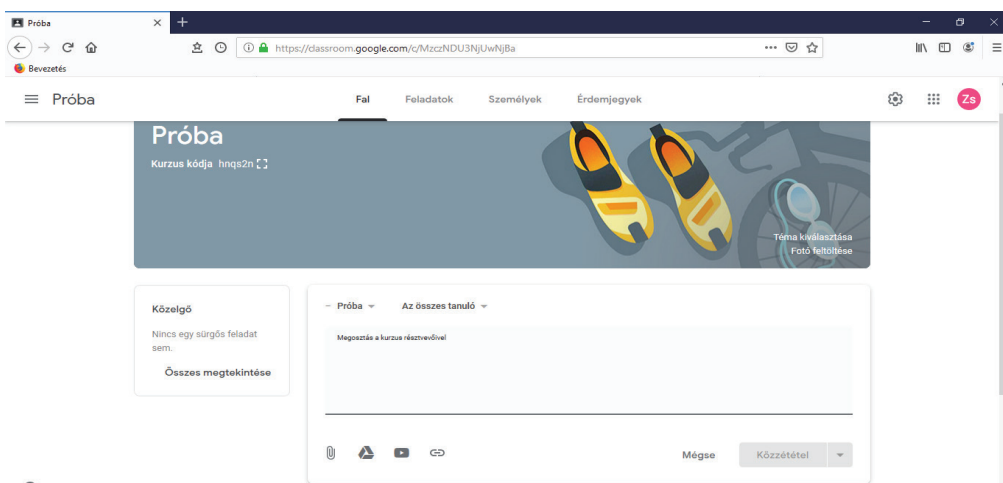 Próba
https://classroom.google.com/c/MzczNDU3NjUwNjBa
Bevezetés
Próba
Fal Feladatok Személyek Érdemjegyek
Zs
Próba
Kurzus kódja hnqs2n
Téma kiválasztása
Fotó feltöltése
Közelgő
Nincs egy sürgős feladat
sem.
Összes megtekintése
Próba Az összes tanuló
Megosztás a kurzus résztvevőivel
Mégse Közzététel